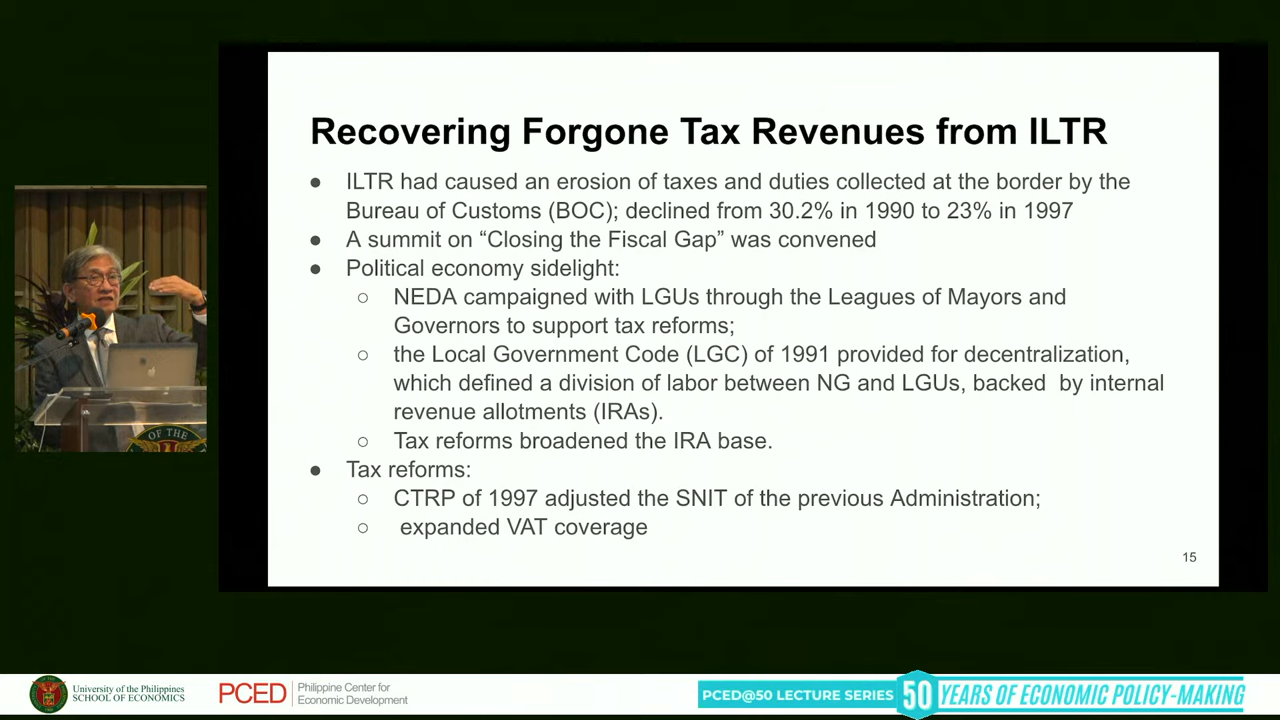 Recovering Forgone Tax Revenues from ILTR
● ILTR had caused an erosion of taxes and duties collected at the border by the
Bureau of Customs (BOC); declined from 30.2% in 1990 to 23% in 1997
● A summit on “Closing the Fiscal Gap” was convened
● Political economy sidelight:
○ NEDA campaigned with LGUs through the Leagues of Mayors and
Governors to support tax reforms;
○ the Local Government Code (LGC) of 1991 provided for decentralization,
which defined a division of labor between NG and LGUs, backed by internal
revenue allotments (IRAs).
○ Tax reforms broadened the IRA base.
● Tax reforms:
○ CTRP of 1997 adjusted the SNIT of the previous Administration;
○ expanded VAT coverage
15
OF THE
University of the Philippines
SCHOOL OF ECONOMICS
PCED
Philippine Center for
Economic Development
PCED@50 LECTURE SERIES
50 YEARS OF ECONOMIC POLICY-MAKING